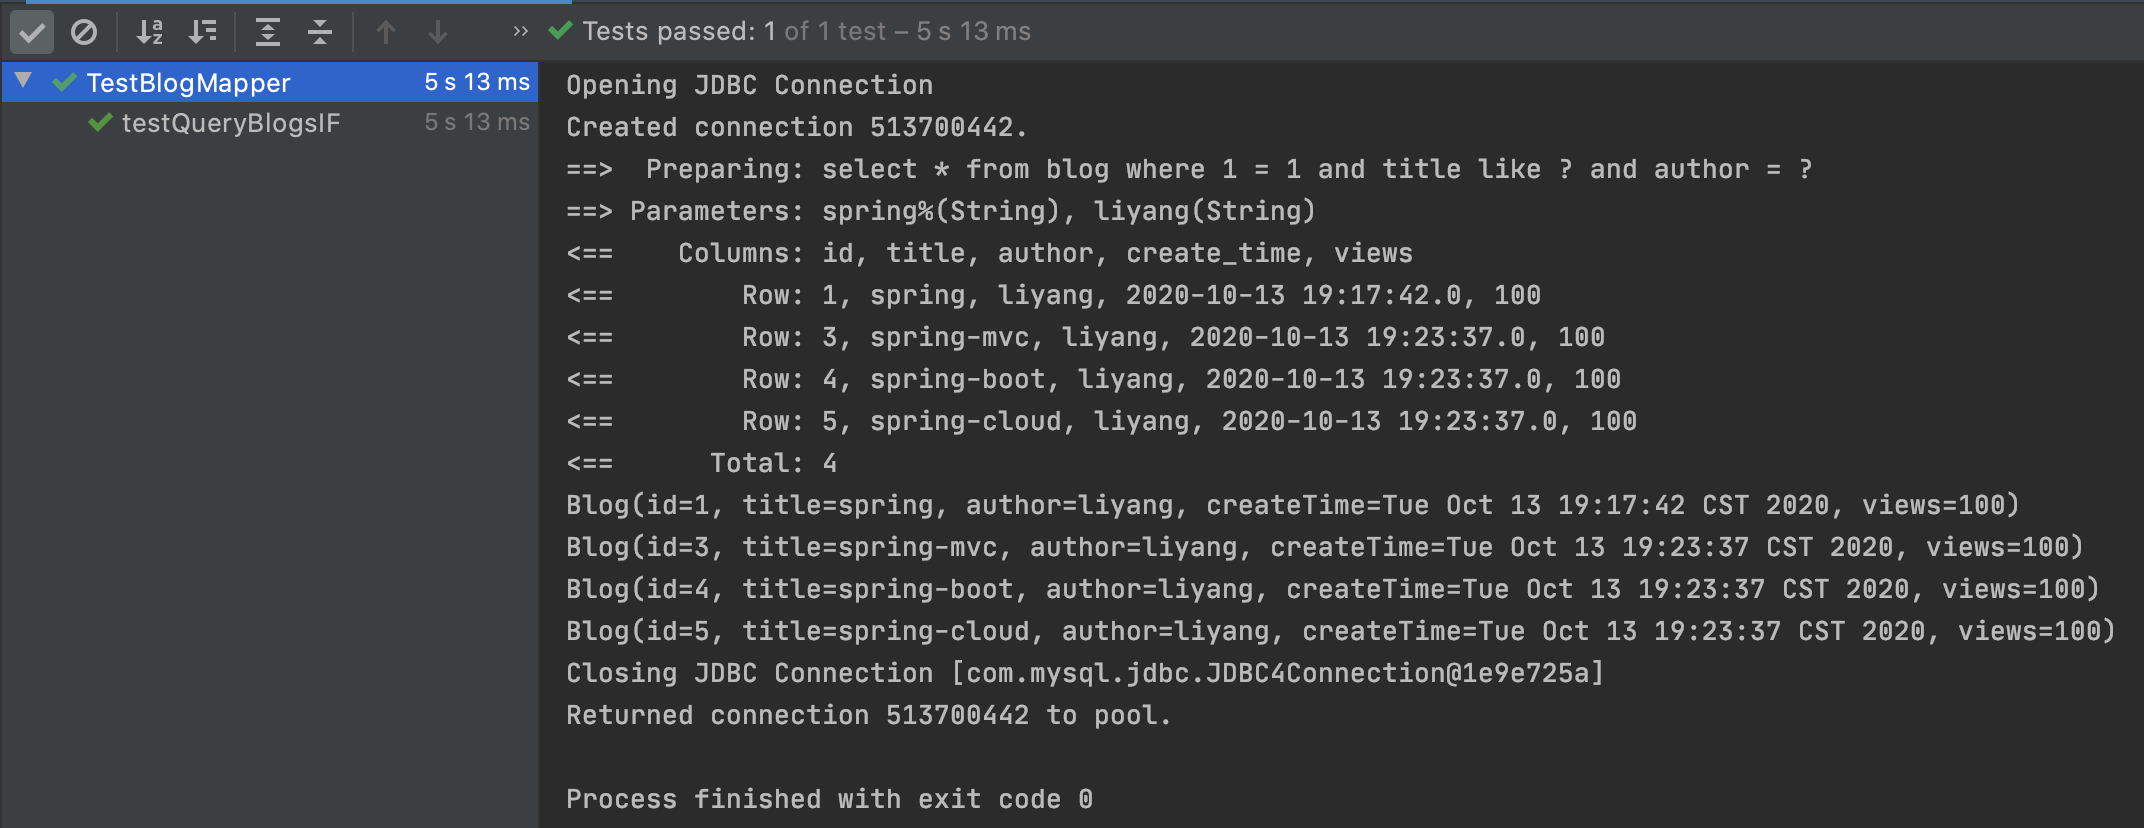 Tests passed: 1 of 1 test – 5 s 13 ms
TestBlogMapper 5 s 13 ms
testQueryBlogsIF 5 s 13 ms
Opening JDBC Connection
Created connection 513700442.
==>  Preparing: select * from blog where 1 = 1 and title like ? and author = ?
==> Parameters: spring%(String), liyang(String)
<==    Columns: id, title, author, create_time, views
<==        Row: 1, spring, liyang, 2020-10-13 19:17:42.0, 100
<==        Row: 3, spring-mvc, liyang, 2020-10-13 19:23:37.0, 100
<==        Row: 4, spring-boot, liyang, 2020-10-13 19:23:37.0, 100
<==        Row: 5, spring-cloud, liyang, 2020-10-13 19:23:37.0, 100
<==      Total: 4
Blog(id=1, title=spring, author=liyang, createTime=Tue Oct 13 19:17:42 CST 2020, views=100)
Blog(id=3, title=spring-mvc, author=liyang, createTime=Tue Oct 13 19:23:37 CST 2020, views=100)
Blog(id=4, title=spring-boot, author=liyang, createTime=Tue Oct 13 19:23:37 CST 2020, views=100)
Blog(id=5, title=spring-cloud, author=liyang, createTime=Tue Oct 13 19:23:37 CST 2020, views=100)
Closing JDBC Connection [com.mysql.jdbc.JDBC4Connection@1e9e725a]
Returned connection 513700442 to pool.
Process finished with exit code 0